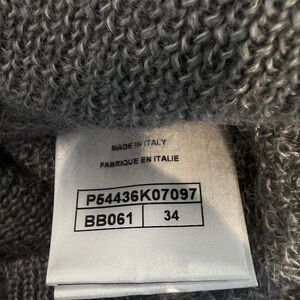 MADE IN ITALY
FABRIQUE EN ITALIE
P54436K07097
BB061 34